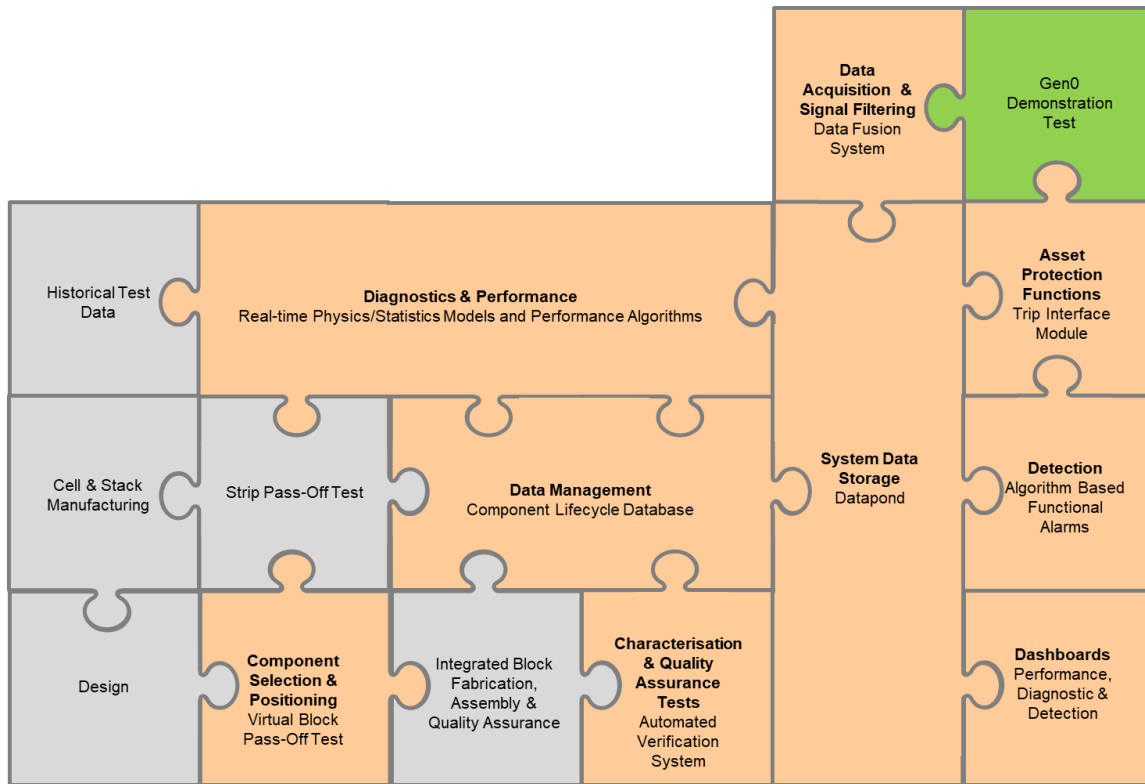 Data
Acquisition &
Signal Filtering
Data Fusion
System
Gen0
Demonstration
Test
Historical Test
Data
Diagnostics & Performance
Real-time Physics/Statistics Models and Performance Algorithms
Asset
Protection
Functions
Trip Interface
Module
Cell & Stack
Manufacturing
Strip Pass-Off Test
Data Management
Component Lifecycle Database
System Data
Storage
Datapond
Detection
Algorithm Based
Functional
Alarms
Design
Component
Selection &
Positioning
Virtual Block
Pass-Off Test
Integrated Block
Fabrication,
Assembly &
Quality Assurance
Characterisation
& Quality
Assurance
Tests
Automated
Verification
System
Dashboards
Performance,
Diagnostic &
Detection